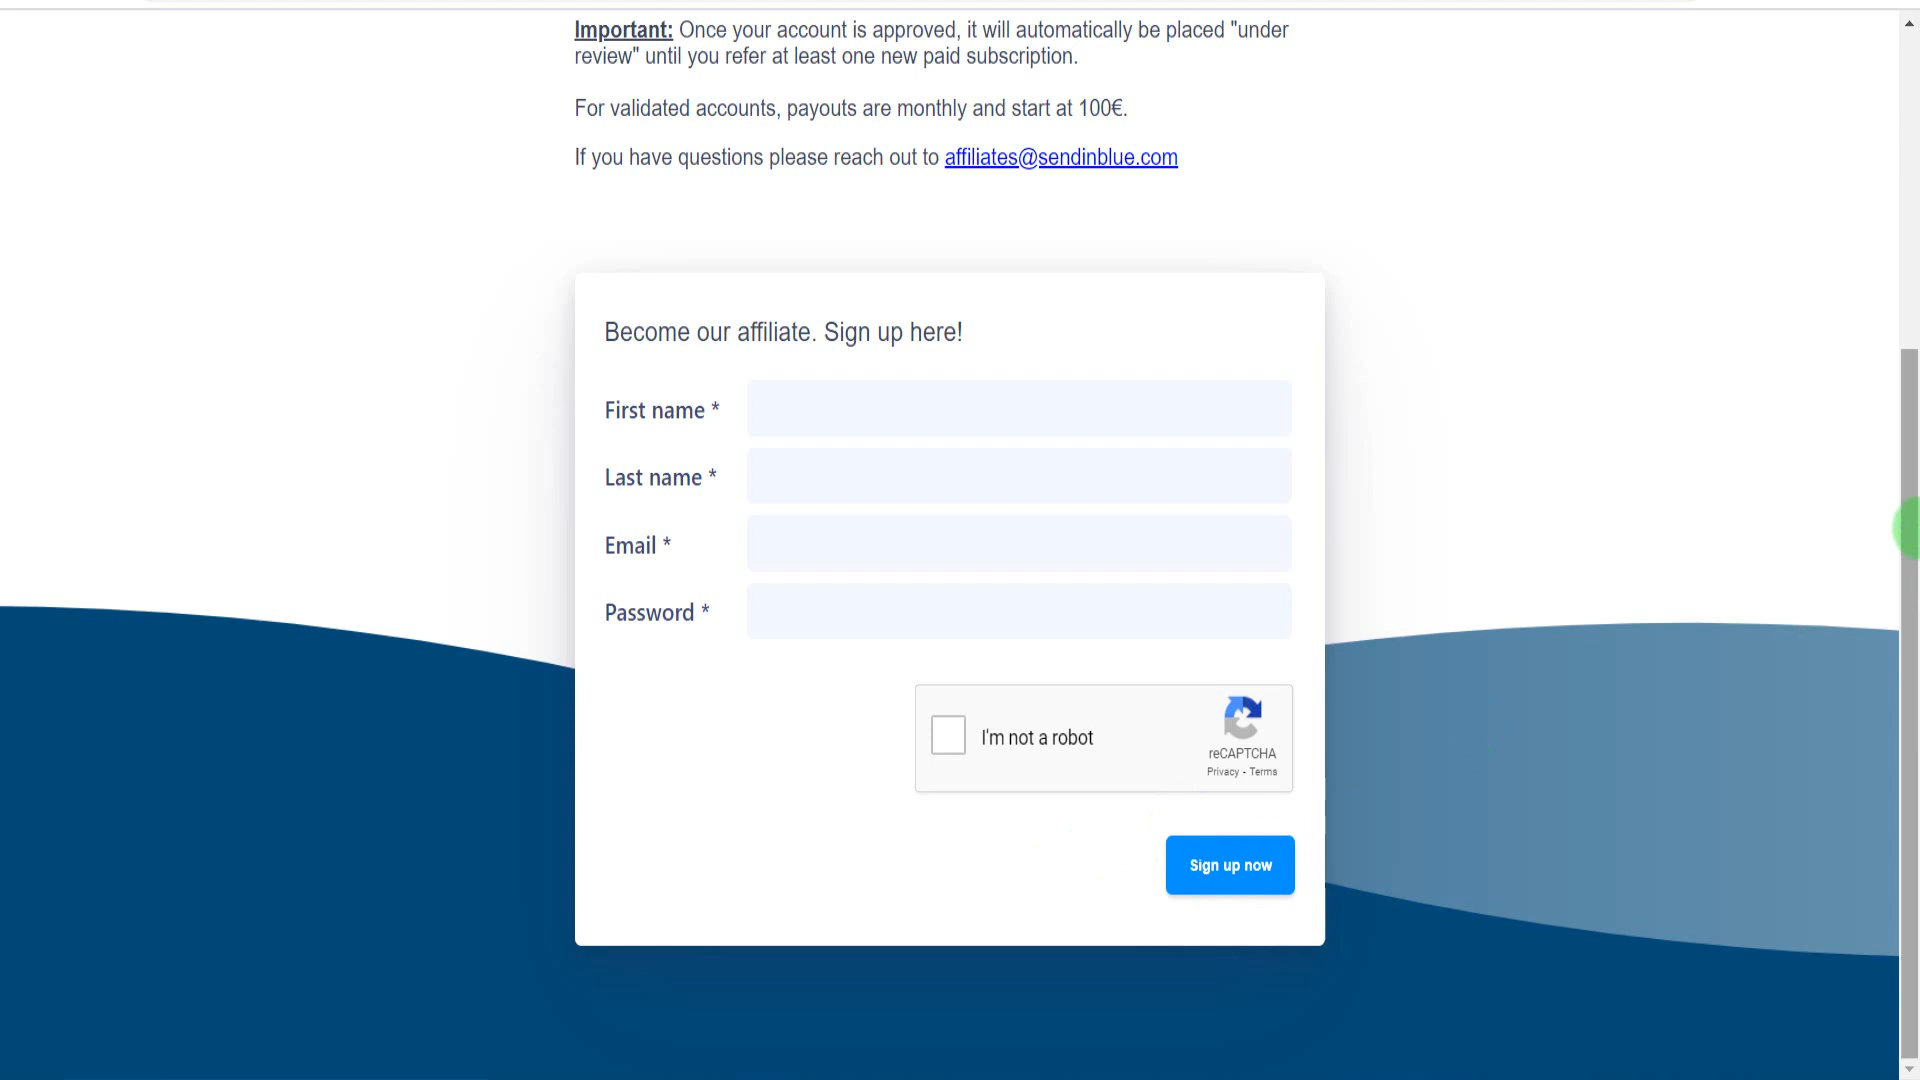 Important: Once your account is approved, it will automatically be placed "under
review" until you refer at least one new paid subscription.
For validated accounts, payouts are monthly and start at 100€.
If you have questions please reach out to affiliates@sendinblue.com
Become our affiliate. Sign up here!
First name *
Last name *
Email *
Password *
I'm not a robot
reCAPTCHA
Privacy - Terms
Sign up now